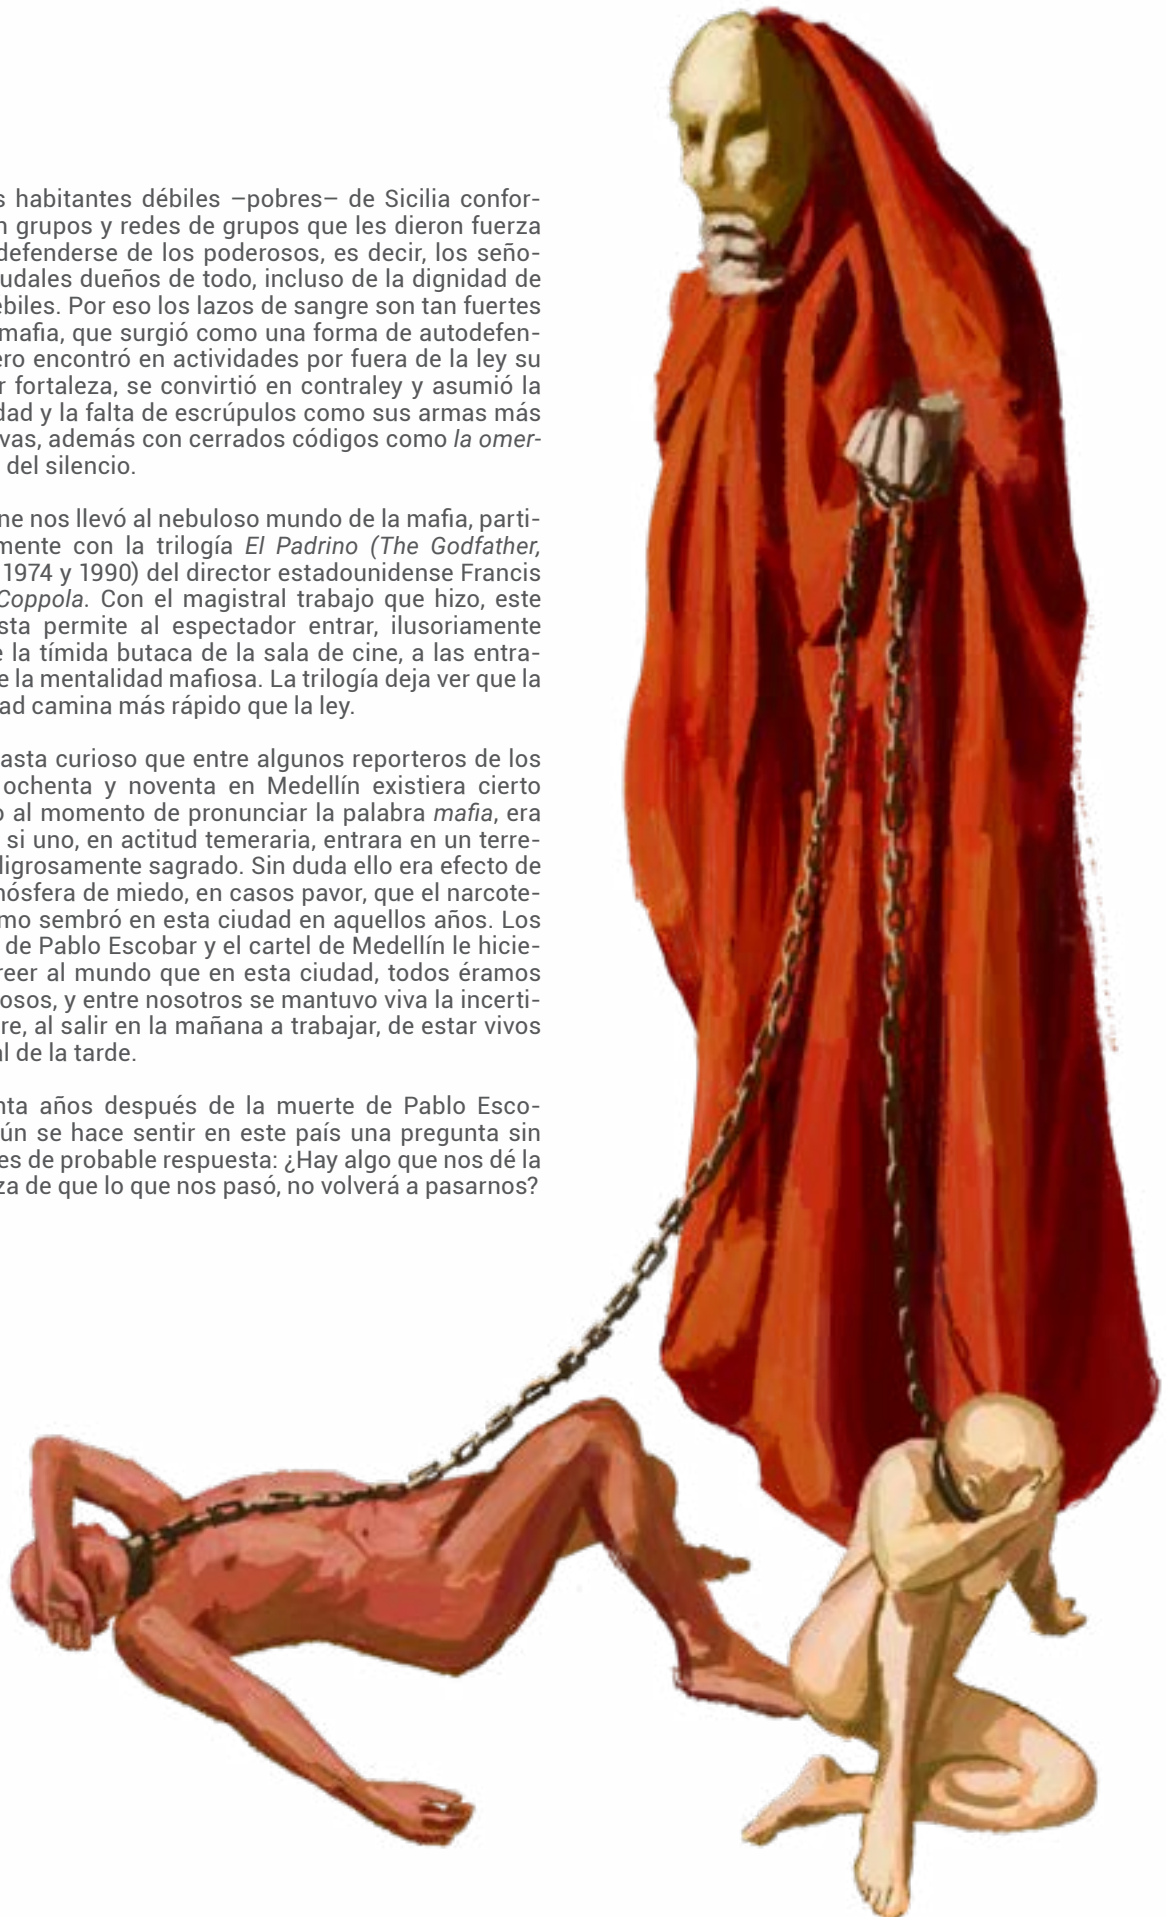 s habitantes débiles –pobres– de Sicilia confor-
n grupos y redes de grupos que les dieron fuerza
defenderse de los poderosos, es decir, los seño-
udales dueños de todo, incluso de la dignidad de
ébiles. Por eso los lazos de sangre son tan fuertes
mafia, que surgió como una forma de autodefen-
ero encontró en actividades por fuera de la ley su
r fortaleza, se convirtió en contraley y asumió la
dad y la falta de escrúpulos como sus armas más
vas, además con cerrados códigos como la omer-
del silencio.
ne nos llevó al nebuloso mundo de la mafia, parti-
mente con la trilogía El Padrino (The Godfather,
1974 y 1990) del director estadounidense Francis
Coppola. Con el magistral trabajo que hizo, este
sta permite al espectador entrar, ilusoriamente
e la tímida butaca de la sala de cine, a las entra-
e la mentalidad mafiosa. La trilogía deja ver que la
ad camina más rápido que la ley.
asta curioso que entre algunos reporteros de los
ochenta y noventa en Medellín existiera cierto
o al momento de pronunciar la palabra mafia, era
si uno, en actitud temeraria, entrara en un terre-
ligrosamente sagrado. Sin duda ello era efecto de
mósfera de miedo, en casos pavor, que el narcote-
mo sembró en esta ciudad en aquellos años. Los
de Pablo Escobar y el cartel de Medellín le hicie-
reer al mundo que en esta ciudad, todos éramos
osos, y entre nosotros se mantuvo viva la incerti-
re, al salir en la mañana a trabajar, de estar vivos
al de la tarde.
nta años después de la muerte de Pablo Esco-
ún se hace sentir en este país una pregunta sin
es de probable respuesta: ¿Hay algo que nos dé la
za de que lo que nos pasó, no volverá a pasarnos?